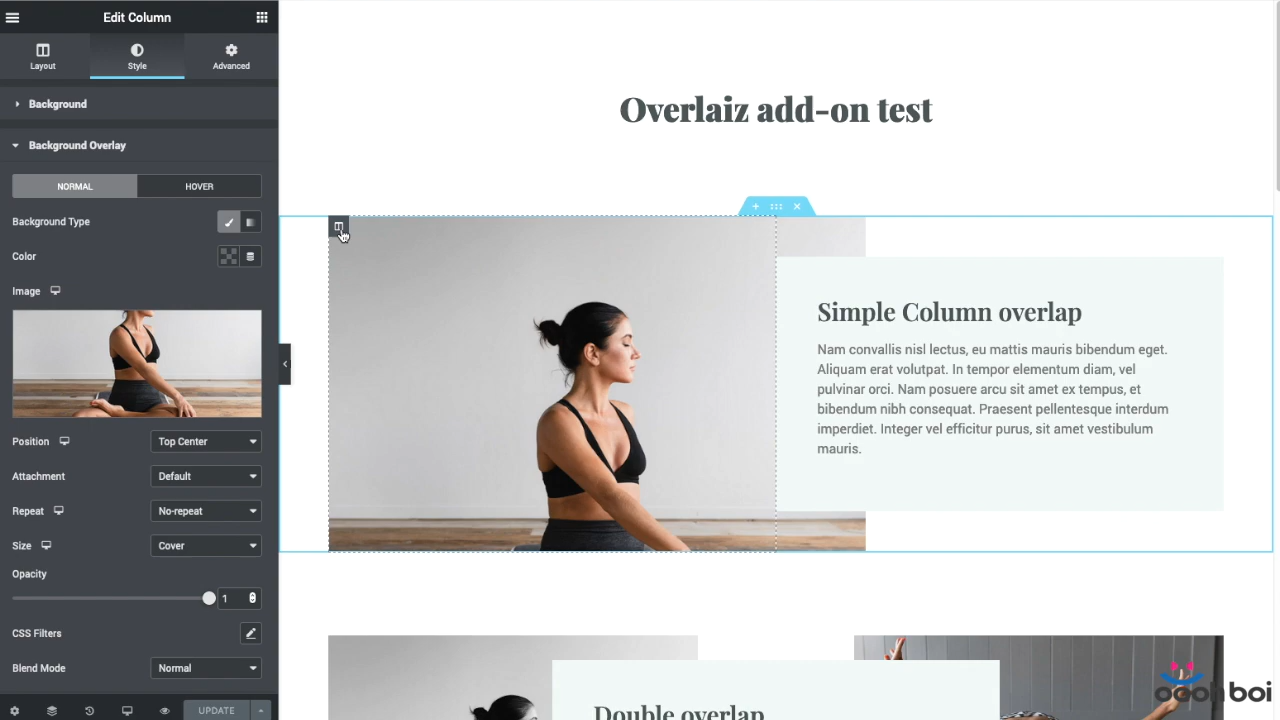 Edit Column
Layout
Style
Advanced
Background
Background Overlay
NORMAL
HOVER
Background Type
Color
Image
Position
Top Center
Attachment
Default
Repeat
No-repeat
Size
Cover
Opacity
1
CSS Filters
Blend Mode
Normal
UPDATE
Overlaiz add-on test
Simple Column overlap
Nam convallis nisl lectus, eu mattis mauris bibendum eget.
Aliquam erat volutpat. In tempor elementum diam, vel
pulvinar orci. Nam posuere arcu sit amet ex tempus, et
bibendum nibh consequat. Praesent pellentesque interdum
imperdiet. Integer vel efficitur purus, sit amet vestibulum
mauris.
Double overlap
oooh boi